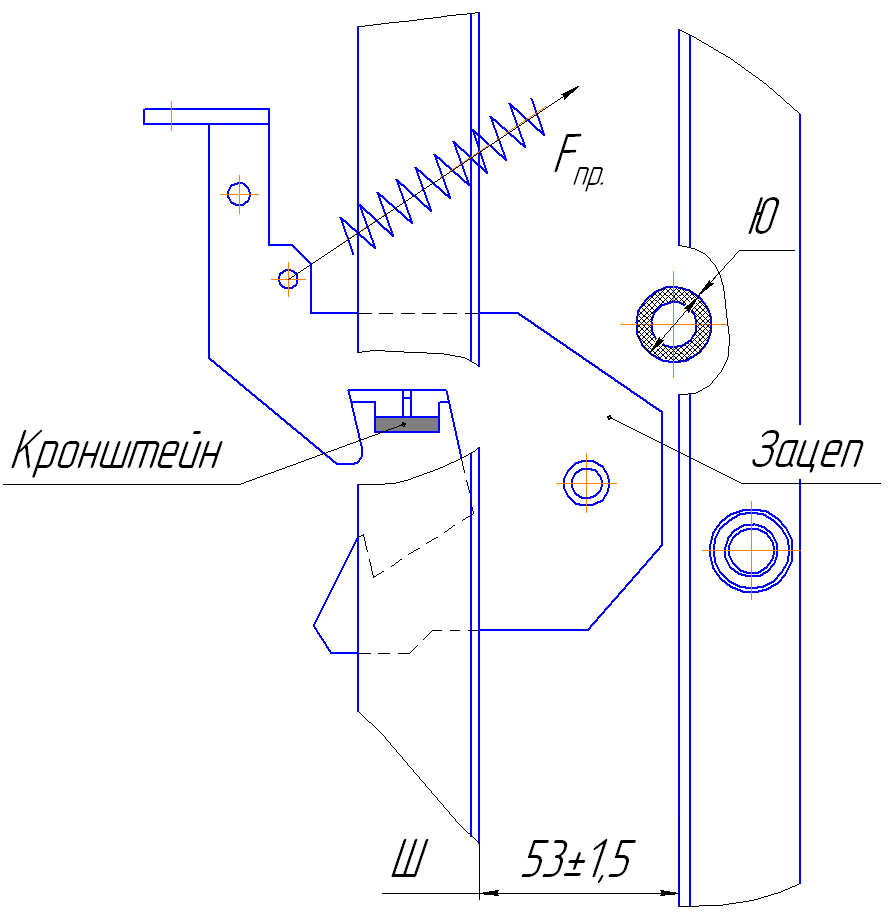 Fпр.
Ю
Кронштейн
Зацеп
Ш
53±1,5